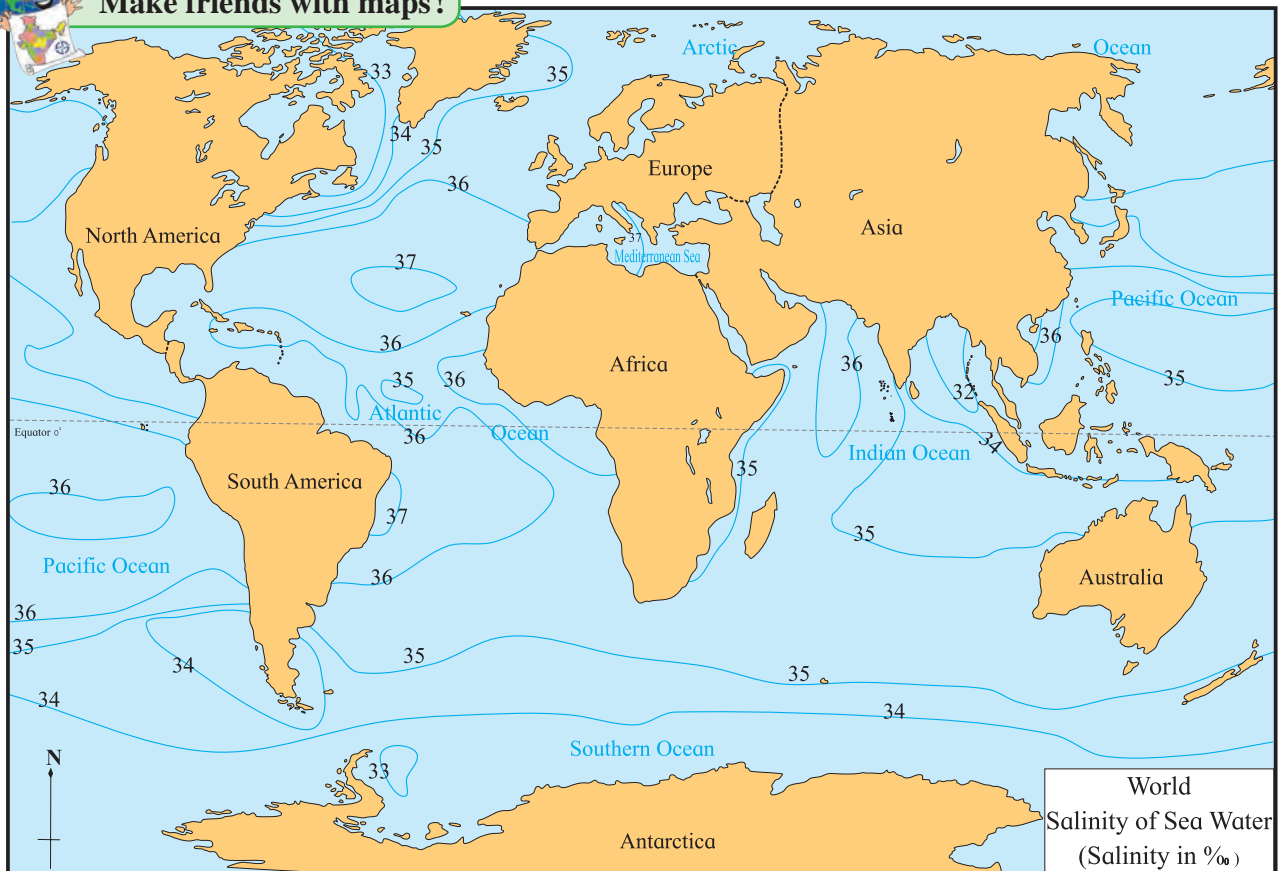 Make friends with maps!
Arctic
Ocean
33
35
34
35
Europe
36
North America
Asia
37
Mediterranean Sea
37
Pacific Ocean
36
36
Africa
36
35
36
35
32
Atlantic
Equator 0°
36
Ocean
34
Indian Ocean
35
South America
36
37
35
Pacific Ocean
36
Australia
36
35
34
35
35
34
34
Southern Ocean
N
33
World
Salinity of Sea Water
(Salinity in ‰)
Antarctica